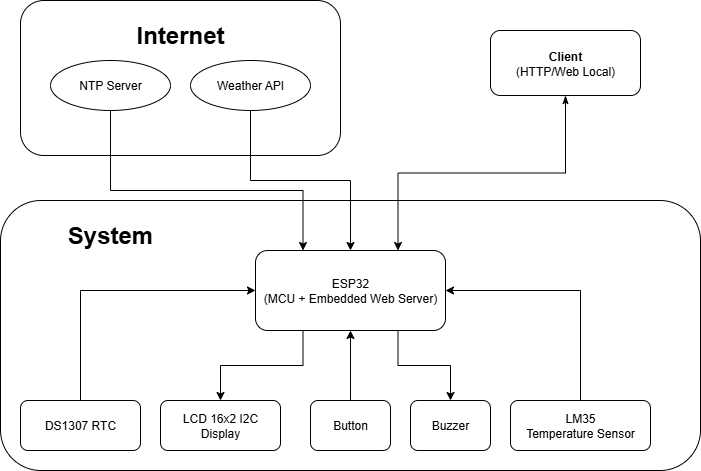 Internet
NTP Server
Weather API
Client
(HTTP/Web Local)
System
ESP32
(MCU + Embedded Web Server)
DS1307 RTC
LCD 16x2 I2C
Display
Button
Buzzer
LM35
Temperature Sensor